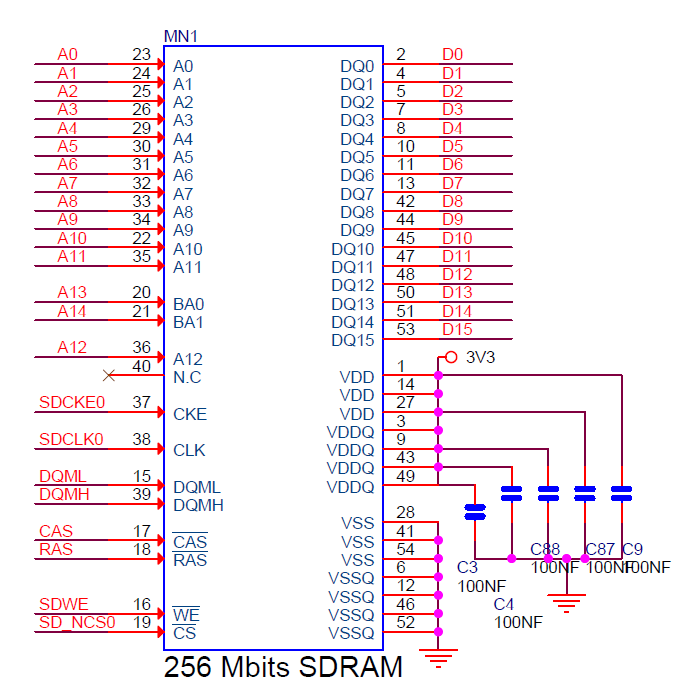 MN1
A0 23 A0 DQ0 2 D0
A1 24 A1 DQ1 4 D1
A2 25 A2 DQ2 5 D2
A3 26 A3 DQ3 7 D3
A4 29 A4 DQ4 8 D4
A5 30 A5 DQ5 10 D5
A6 31 A6 DQ6 11 D6
A7 32 A7 DQ7 13 D7
A8 33 A8 DQ8 42 D8
A9 34 A9 DQ9 44 D9
A10 22 A10 DQ10 45 D10
A11 35 A11 DQ11 47 D11
DQ12 48 D12
A13 20 BA0 DQ13 50 D13
A14 21 BA1 DQ14 51 D14
DQ15 53 D15
A12 36 A12 3V3
40 N.C VDD 1
VDD 14
SDCKE0 37 CKE VDD 27
VDDQ 3
SDCLK0 38 CLK VDDQ 9
VDDQ 43
DQML 15 DQML VDDQ 49
DQMH 39 DQMH
VSS 28
CAS 17 CAS VSS 41
RAS 18 RAS VSS 54
VSSQ 6
VSSQ 12
SDWE 16 WE VSSQ 46
SD_NCS0 19 CS VSSQ 52
C88 C87 C9
100NF 100NF 100NF
C3
100NF
C4
100NF
256 Mbits SDRAM